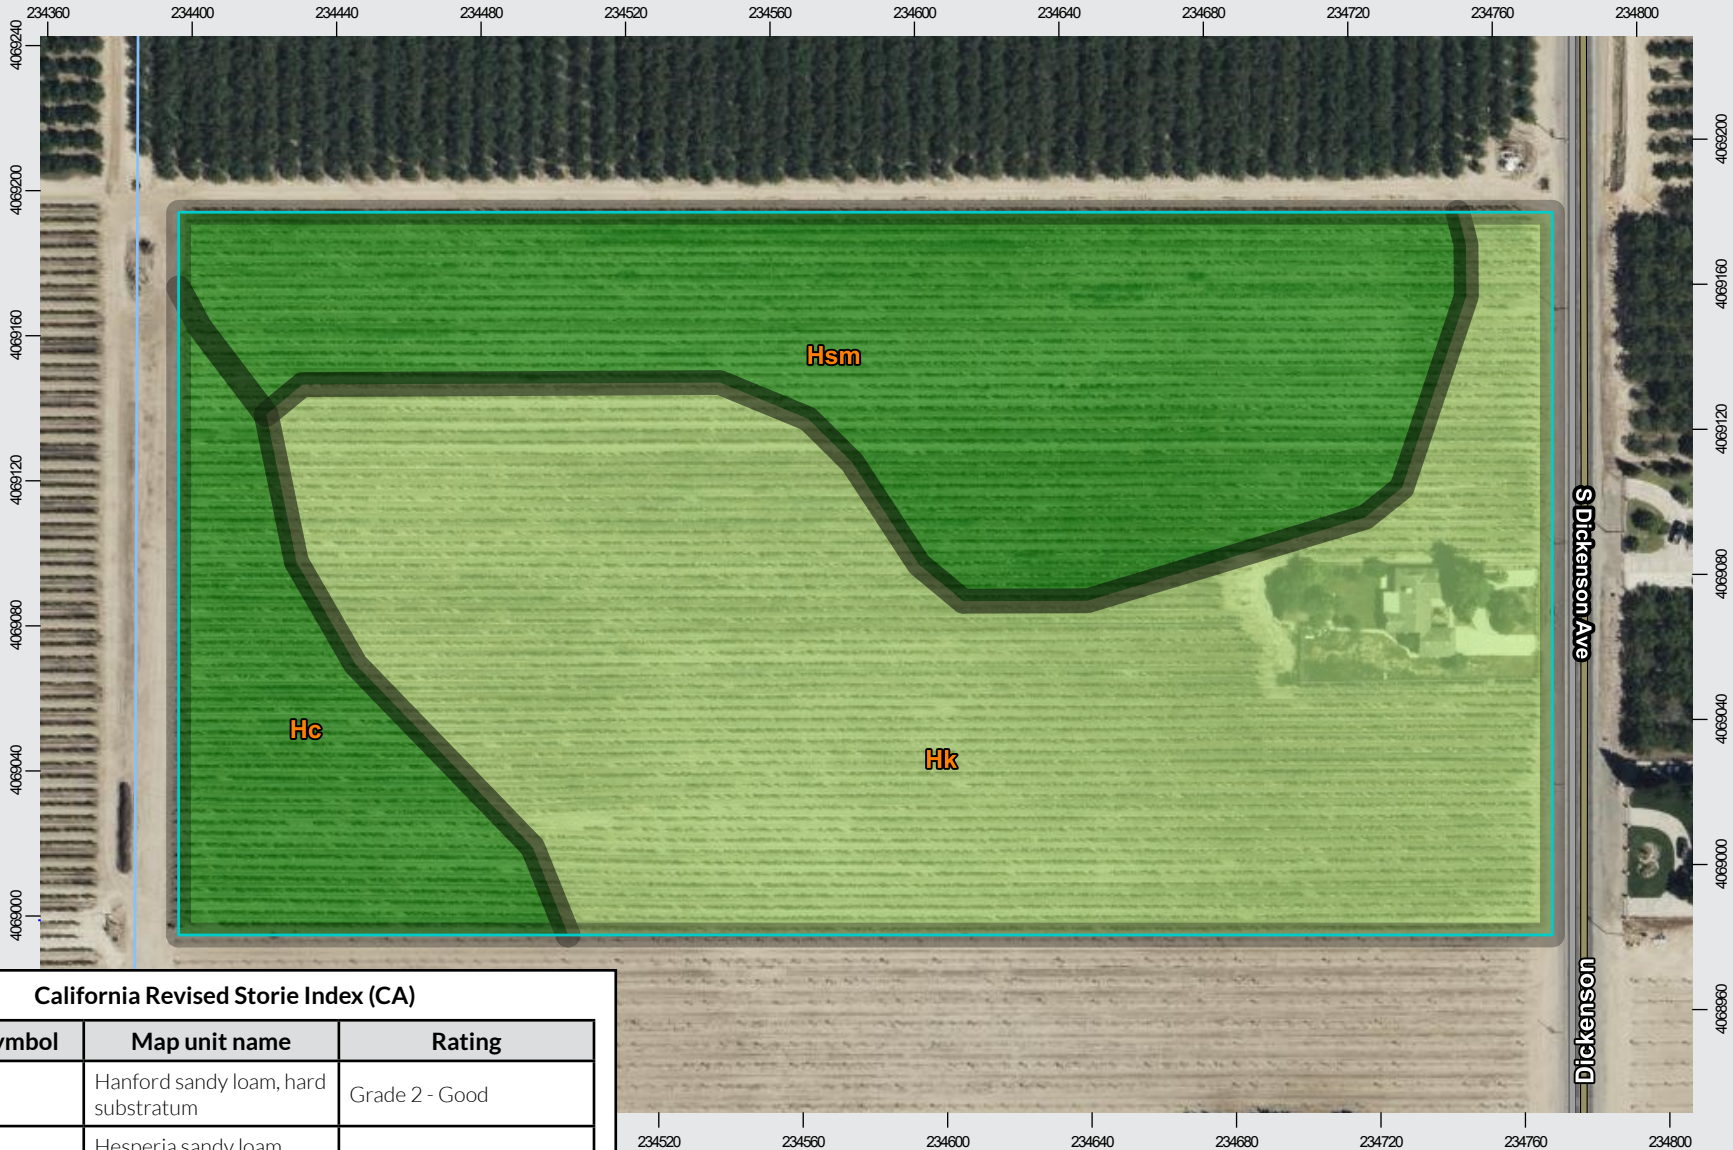 234360 234400 234440 234480 234520 234560 234600 234640 234680 234720 234760 234800
4069240
4069200
4069160
4069120
4069080
4069040
4069000
4069200
4069160
4069120
4069080
4069040
4069000
4068960
Hsm
Hc
Hk
S Dickenson Ave
Dickenson
California Revised Storie Index (CA)
ymbol Map unit name Rating
Hanford sandy loam, hard
substratum
Grade 2 - Good
Hesperia sandy loam
234520 234560 234600 234640 234680 234720 234760 234800